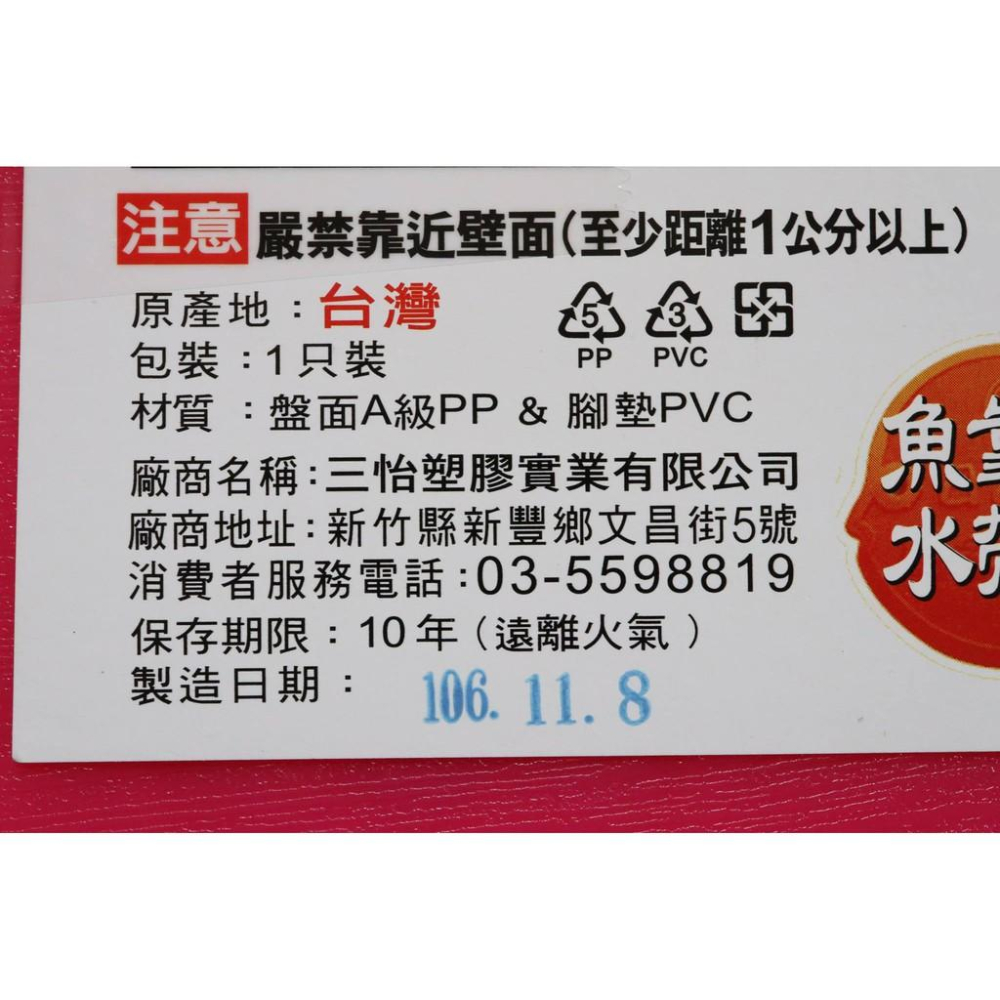 注意 嚴禁靠近壁面(至少距離1公分以上)
原產地：台灣
5 3
PP PVC
包裝：1只裝
材質：盤面A級PP & 腳墊PVC
廠商名稱：三怡塑膠實業有限公司
廠商地址：新竹縣新豐鄉文昌街5號
消費者服務電話：03-5598819
保存期限：10年(遠離火氣)
製造日期：106. 11. 8
魚
水